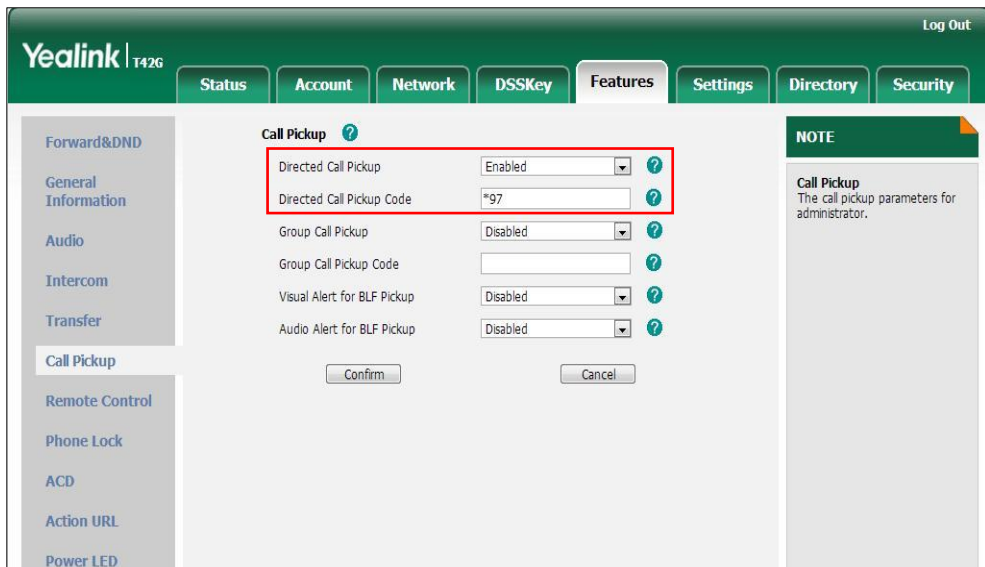 Log Out
Yealink T42G
Status Account Network DSSKey Features Settings Directory Security
Forward&DND
General
Information
Audio
Intercom
Transfer
Call Pickup
Remote Control
Phone Lock
ACD
Action URL
Power LED
Call Pickup ?
Directed Call Pickup Enabled ?
Directed Call Pickup Code *97 ?
Group Call Pickup Disabled ?
Group Call Pickup Code ?
Visual Alert for BLF Pickup Disabled ?
Audio Alert for BLF Pickup Disabled ?
Confirm Cancel
NOTE
Call Pickup
The call pickup parameters for
administrator.